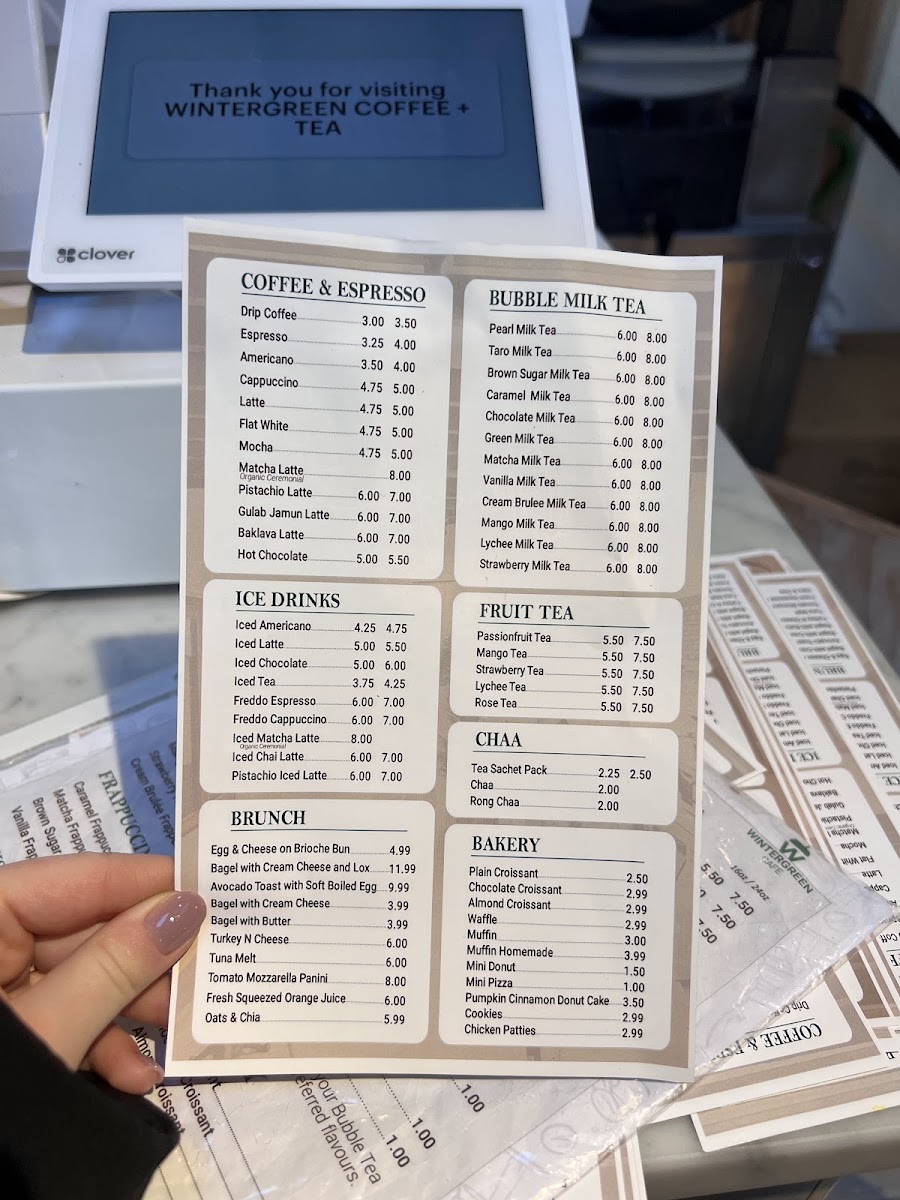 Thank you for visiting
WINTERGREEN COFFEE +
TEA
clover
COFFEE & ESPRESSO
Drip Coffee 3.00 3.50
Espresso 3.25 4.00
Americano 3.50 4.00
Cappuccino 4.75 5.00
Latte 4.75 5.00
Flat White 4.75 5.00
Mocha 4.75 5.00
Matcha Latte 8.00
Organic Ceremonial
Pistachio Latte 6.00 7.00
Gulab Jamun Latte 6.00 7.00
Baklava Latte 6.00 7.00
Hot Chocolate 5.00 5.50
ICE DRINKS
Iced Americano 4.25 4.75
Iced Latte 5.00 5.50
Iced Chocolate 5.00 6.00
Iced Tea 3.75 4.25
Freddo Espresso 6.00 7.00
Freddo Cappuccino 6.00 7.00
Iced Matcha Latte 8.00
Organic Ceremonial
Iced Chai Latte 6.00 7.00
Pistachio Iced Latte 6.00 7.00
BRUNCH
Egg & Cheese on Brioche Bun 4.99
Bagel with Cream Cheese and Lox 11.99
Avocado Toast with Soft Boiled Egg 9.99
Bagel with Cream Cheese 3.99
Bagel with Butter 3.99
Turkey N Cheese 6.00
Tuna Melt 6.00
Tomato Mozzarella Panini 8.00
Fresh Squeezed Orange Juice 6.00
Oats & Chia 5.99
BUBBLE MILK TEA
Pearl Milk Tea 6.00 8.00
Taro Milk Tea 6.00 8.00
Brown Sugar Milk Tea 6.00 8.00
Caramel Milk Tea 6.00 8.00
Chocolate Milk Tea 6.00 8.00
Green Milk Tea 6.00 8.00
Matcha Milk Tea 6.00 8.00
Vanilla Milk Tea 6.00 8.00
Cream Brulee Milk Tea 6.00 8.00
Mango Milk Tea 6.00 8.00
Lychee Milk Tea 6.00 8.00
Strawberry Milk Tea 6.00 8.00
FRUIT TEA
Passionfruit Tea 5.50 7.50
Mango Tea 5.50 7.50
Strawberry Tea 5.50 7.50
Lychee Tea 5.50 7.50
Rose Tea 5.50 7.50
CHAA
Tea Sachet Pack 2.25 2.50
Chaa 2.00
Rong Chaa 2.00
BAKERY
Plain Croissant 2.50
Chocolate Croissant 2.99
Almond Croissant 2.99
Waffle 2.99
Muffin 3.00
Muffin Homemade 3.99
Mini Donut 1.50
Mini Pizza 1.00
Pumpkin Cinnamon Donut Cake 3.50
Cookies 2.99
Chicken Patties 2.99
WINTERGREEN
CAFE
16oz / 24oz
5.50 7.50
7.50
7.50
COFFEE &
your Bubble Tea
flavours.
1.00
1.00
1.00